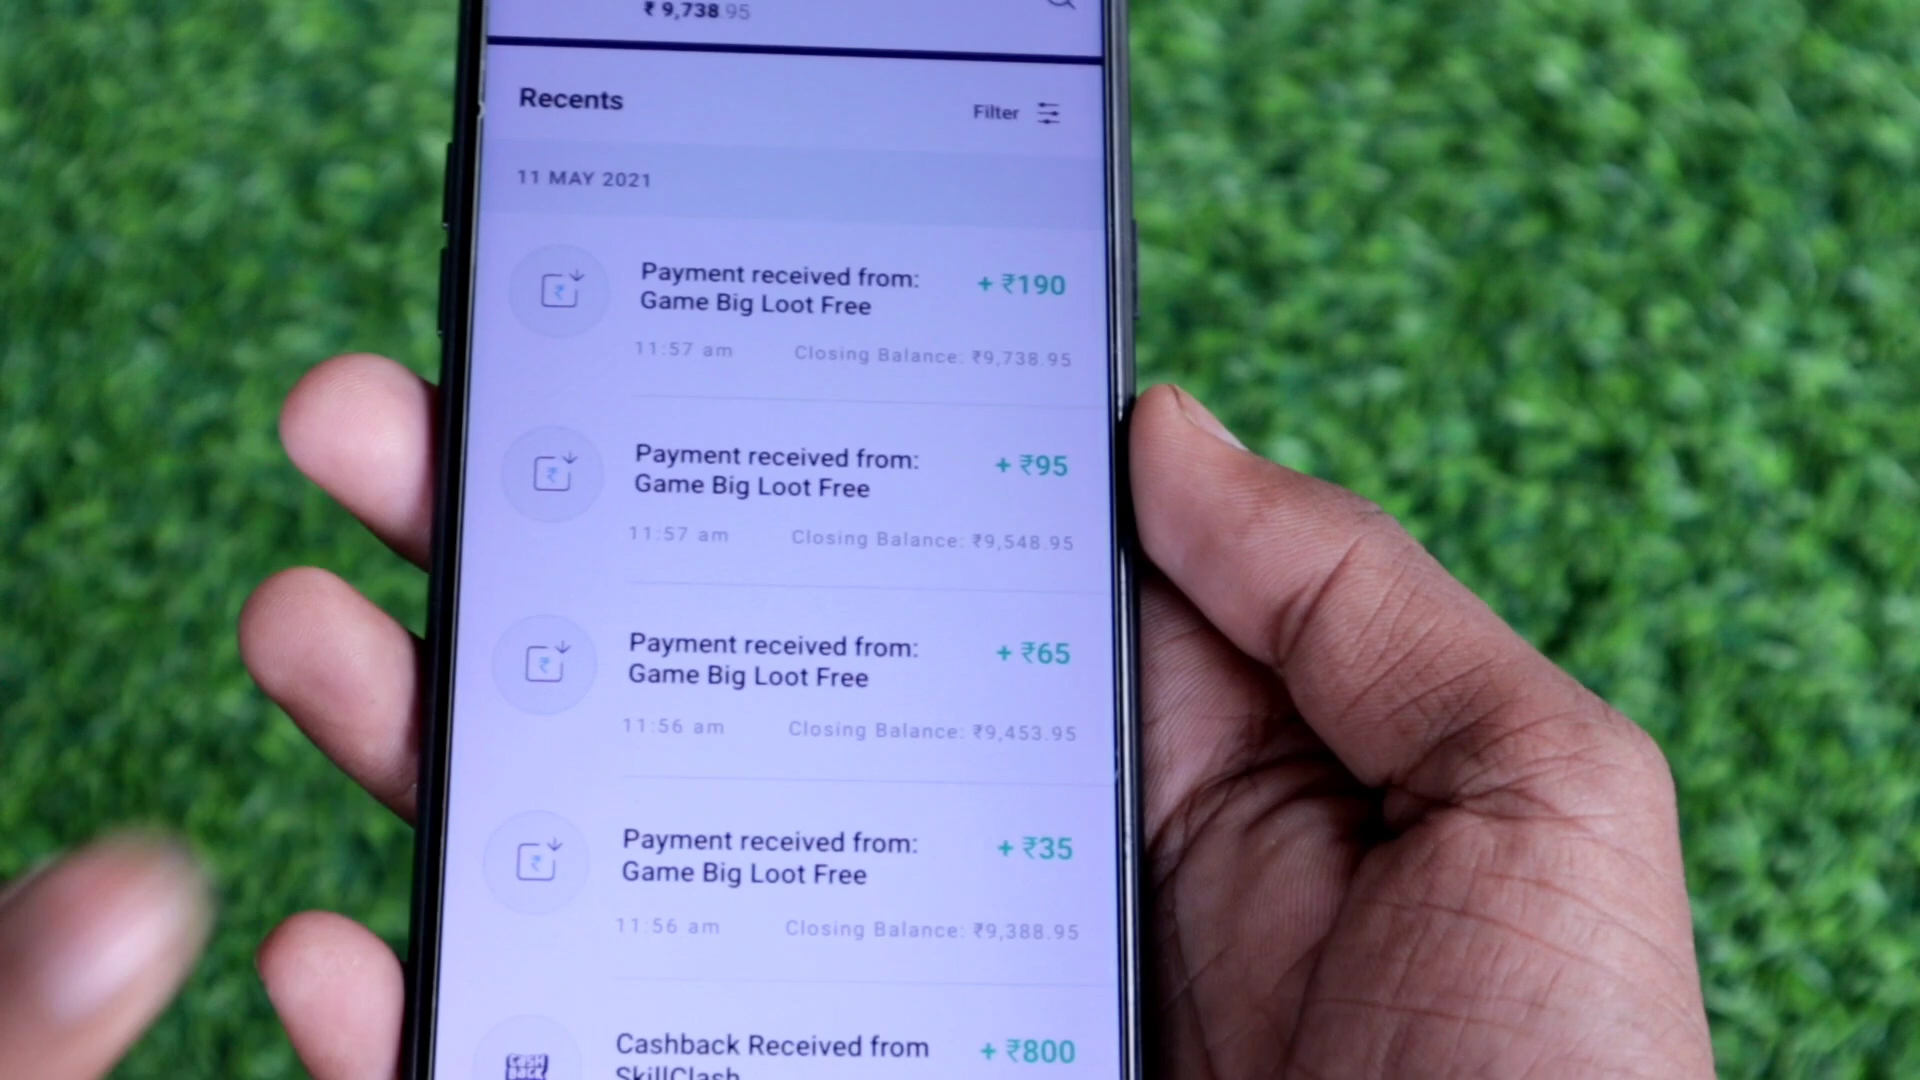 ₹ 9,738.95
Recents
Filter
11 MAY 2021
Payment received from:
Game Big Loot Free
+ ₹190
11:57 am
Closing Balance: ₹9,738.95
Payment received from:
Game Big Loot Free
+ ₹95
11:57 am
Closing Balance: ₹9,548.95
Payment received from:
Game Big Loot Free
+ ₹65
11:56 am
Closing Balance: ₹9,453.95
Payment received from:
Game Big Loot Free
+ ₹35
11:56 am
Closing Balance: ₹9,388.95
CASH
BACK
Cashback Received from
SkillClash
+ ₹800